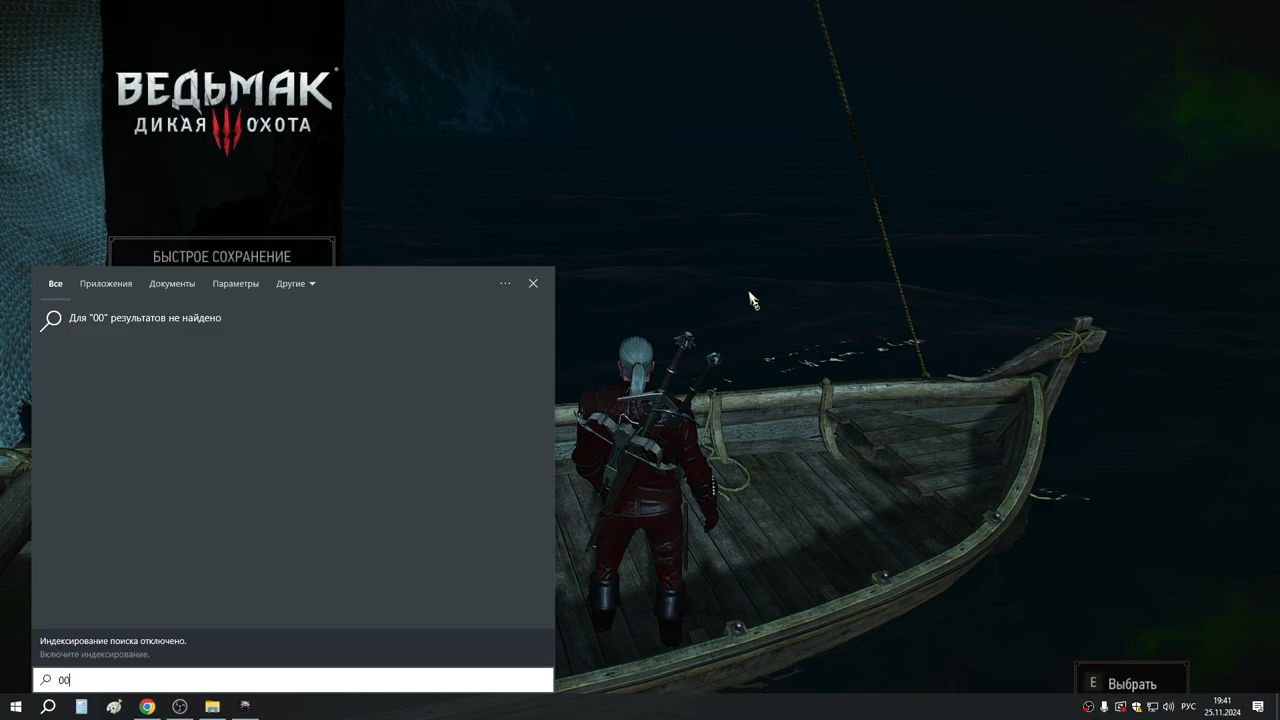 ВЕДЬМАК
ДИКАЯ III ОХОТА
БЫСТРОЕ СОХРАНЕНИЕ
Все Приложения Документы Параметры Другие
Для "00" результатов не найдено
Индексирование поиска отключено.
Включите индексирование.
00
E Выбрать
РУС
19:41
25.11.2024